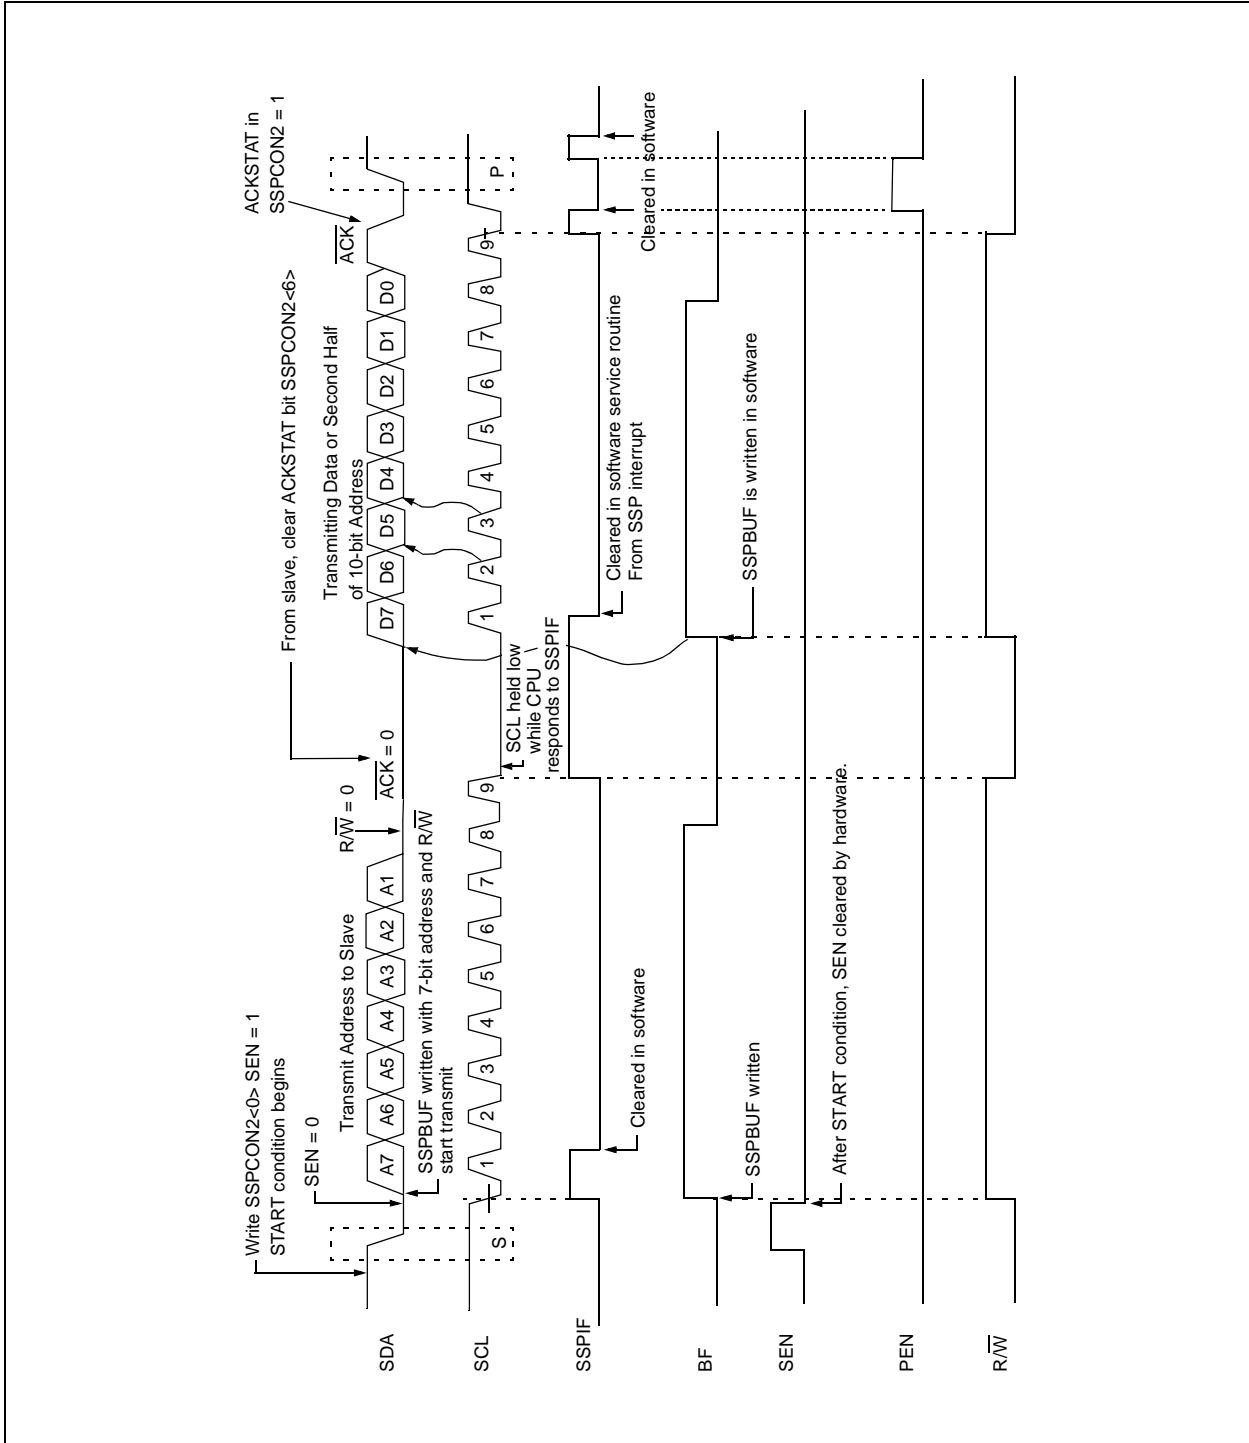 Write SSPCON2<0> SEN = 1
START condition begins
SEN = 0
From slave, clear ACKSTAT bit SSPCON2<6>
ACKSTAT in
SSPCON2 = 1
Transmit Address to Slave
R/W = 0
ACK = 0
Transmitting Data or Second Half
of 10-bit Address
ACK
SDA
A7 A6 A5 A4 A3 A2 A1
D7 D6 D5 D4 D3 D2 D1 D0
SSPBUF written with 7-bit address and R/W
start transmit
SCL
S
1 2 3 4 5 6 7 8 9
1 2 3 4 5 6 7 8 9
P
SCL held low
while CPU
responds to SSPIF
SSPIF
Cleared in software
Cleared in software service routine
From SSP interrupt
Cleared in software
Cleared in software
BF
SSPBUF written
SSPBUF is written in software
SEN
After START condition, SEN cleared by hardware.
PEN
R/W